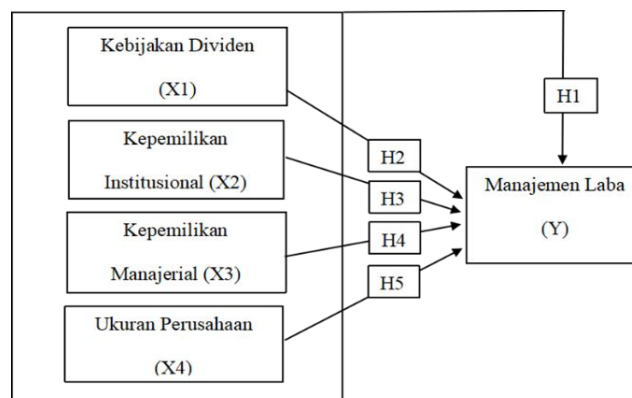 Kebijakan Dividen
(X1)
Kepemilikan
Institusional (X2)
Kepemilikan
Manajerial (X3)
Ukuran Perusahaan
(X4)
H1
H2
H3
H4
H5
Manajemen Laba
(Y)